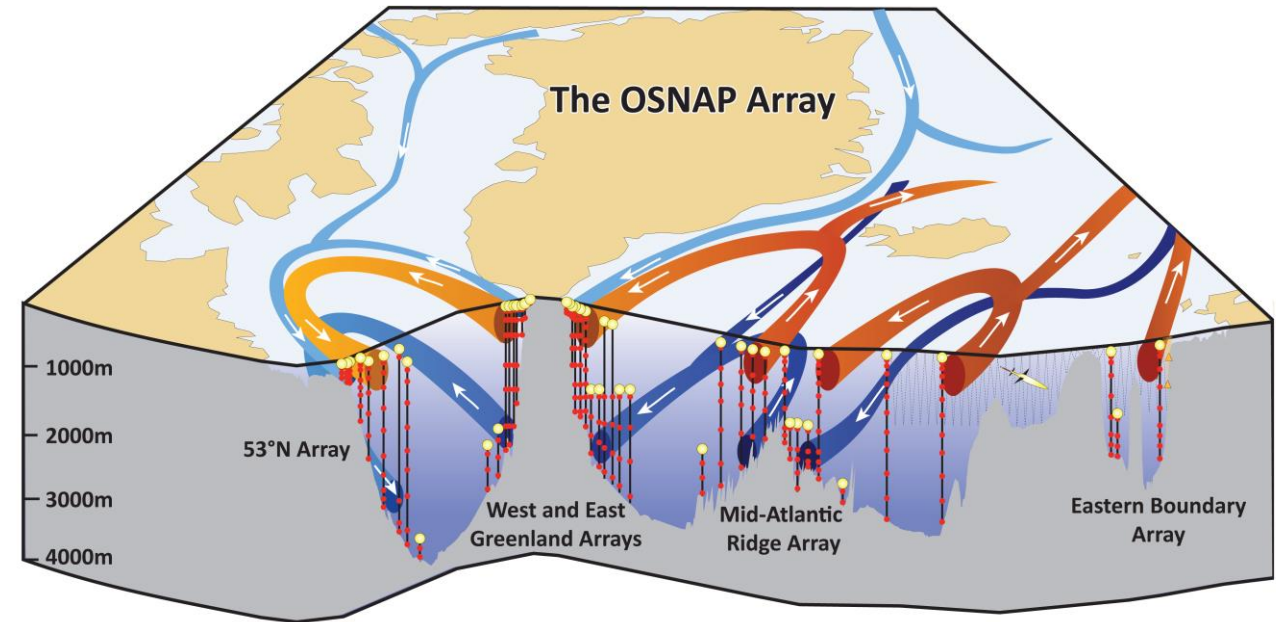 The OSNAP Array
1000m
2000m
3000m
4000m
53°N Array
West and East
Greenland Arrays
Mid-Atlantic
Ridge Array
Eastern Boundary
Array